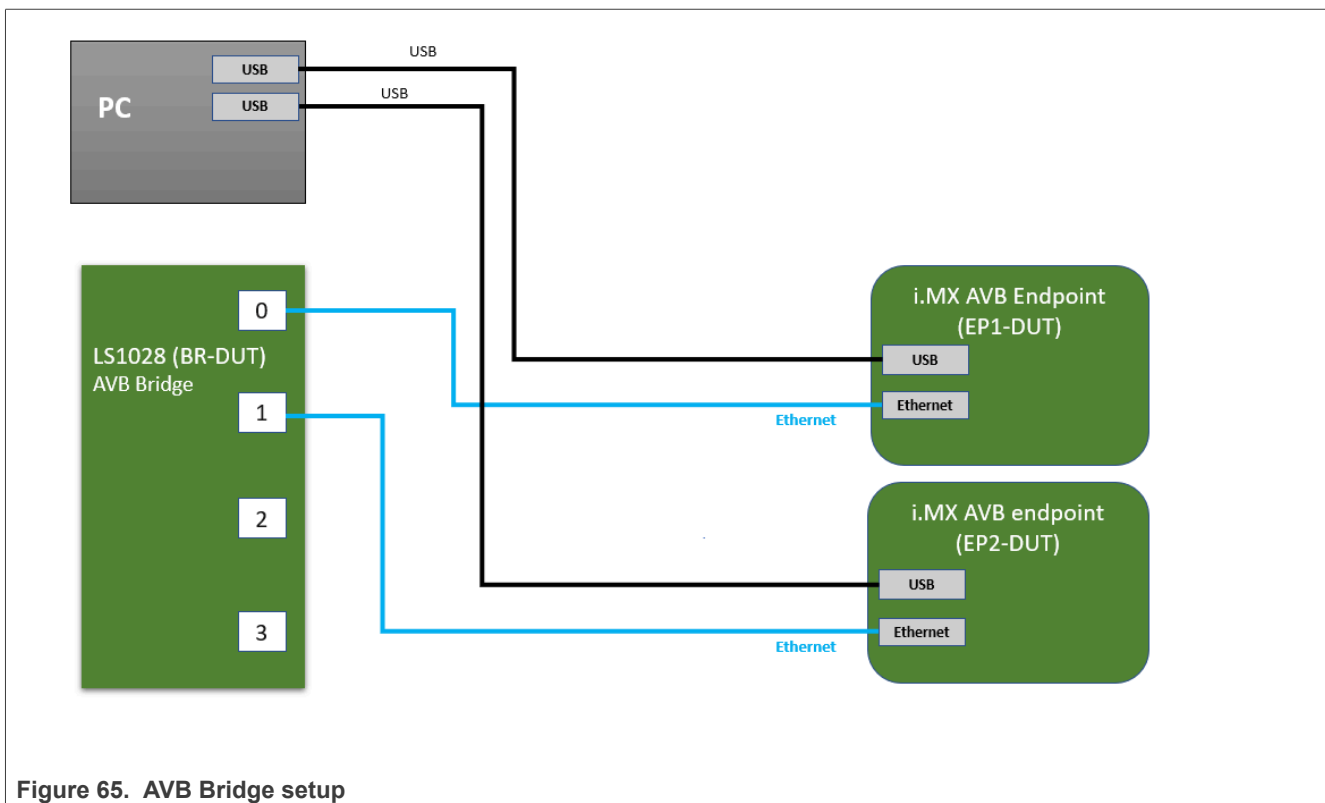 USB
USB
PC
USB
USB
0
LS1028 (BR-DUT)
AVB Bridge
1
2
3
i.MX AVB Endpoint
(EP1-DUT)
USB
Ethernet
Ethernet
i.MX AVB endpoint
(EP2-DUT)
USB
Ethernet
Ethernet
Figure 65. AVB Bridge setup